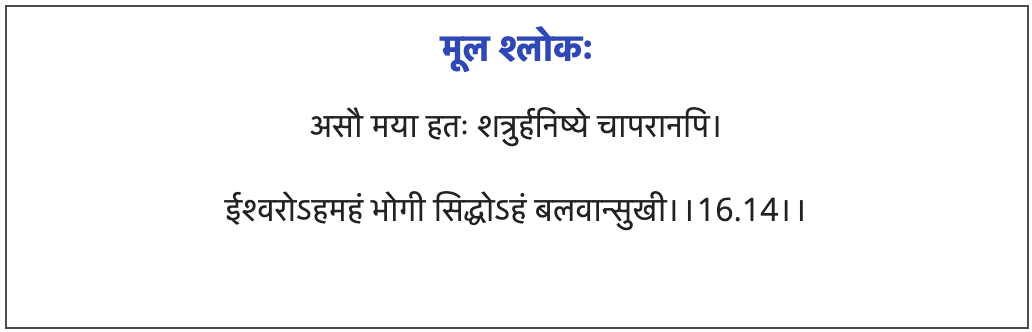 मूल श्लोकः
असौ मया हतः शत्रुर्हनिष्ये चापरानपि।
ईश्वरोऽहमहं भोगी सिद्धोऽहं बलवान्सुखी।।16.14।।